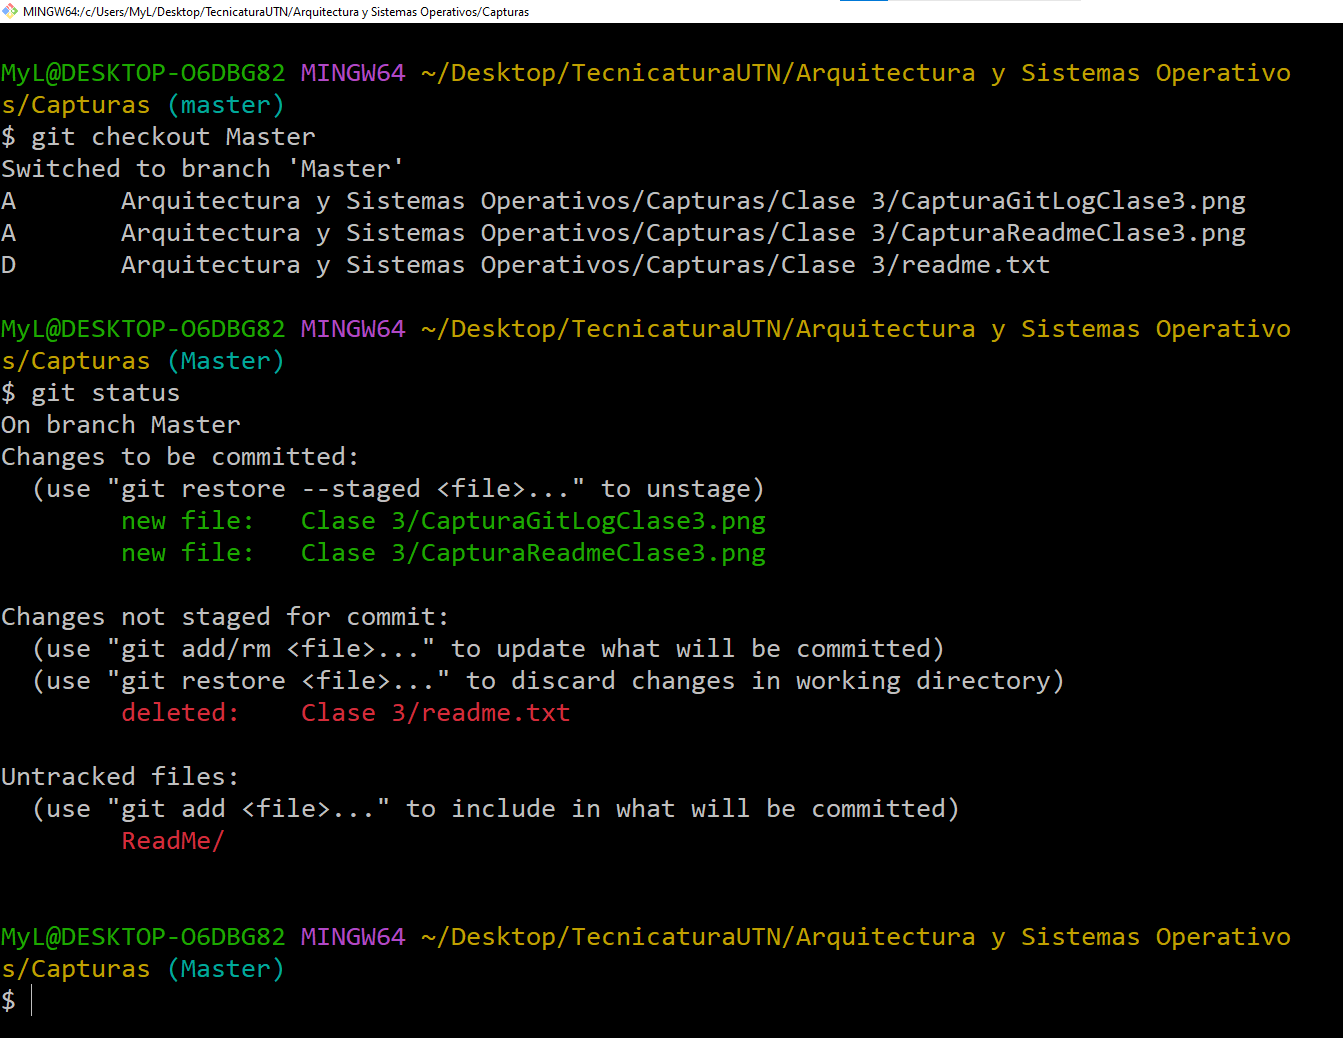 MINGW64:/c/Users/MyL/Desktop/TecnicaturaUTN/Arquitectura y Sistemas Operativos/Capturas
MyL@DESKTOP-O6DBG82 MINGW64 ~/Desktop/TecnicaturaUTN/Arquitectura y Sistemas Operativo
s/Capturas (master)
$ git checkout Master
Switched to branch 'Master'
A       Arquitectura y Sistemas Operativos/Capturas/Clase 3/CapturaGitLogClase3.png
A       Arquitectura y Sistemas Operativos/Capturas/Clase 3/CapturaReadmeClase3.png
D       Arquitectura y Sistemas Operativos/Capturas/Clase 3/readme.txt
MyL@DESKTOP-O6DBG82 MINGW64 ~/Desktop/TecnicaturaUTN/Arquitectura y Sistemas Operativo
s/Capturas (Master)
$ git status
On branch Master
Changes to be committed:
  (use "git restore --staged <file>..." to unstage)
        new file:   Clase 3/CapturaGitLogClase3.png
        new file:   Clase 3/CapturaReadmeClase3.png
Changes not staged for commit:
  (use "git add/rm <file>..." to update what will be committed)
  (use "git restore <file>..." to discard changes in working directory)
        deleted:    Clase 3/readme.txt
Untracked files:
  (use "git add <file>..." to include in what will be committed)
        ReadMe/
MyL@DESKTOP-O6DBG82 MINGW64 ~/Desktop/TecnicaturaUTN/Arquitectura y Sistemas Operativo
s/Capturas (Master)
$